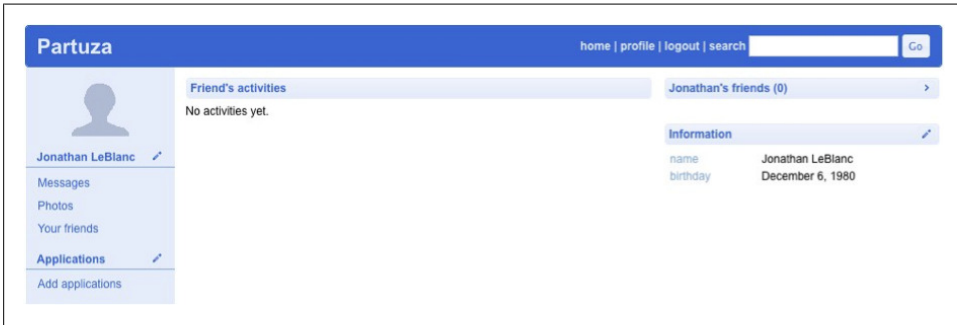 Partuza
home | profile | logout | search
Go
Jonathan LeBlanc
Messages
Photos
Your friends
Applications
Add applications
Friend's activities
No activities yet.
Jonathan's friends (0)
Information
name Jonathan LeBlanc
birthday December 6, 1980